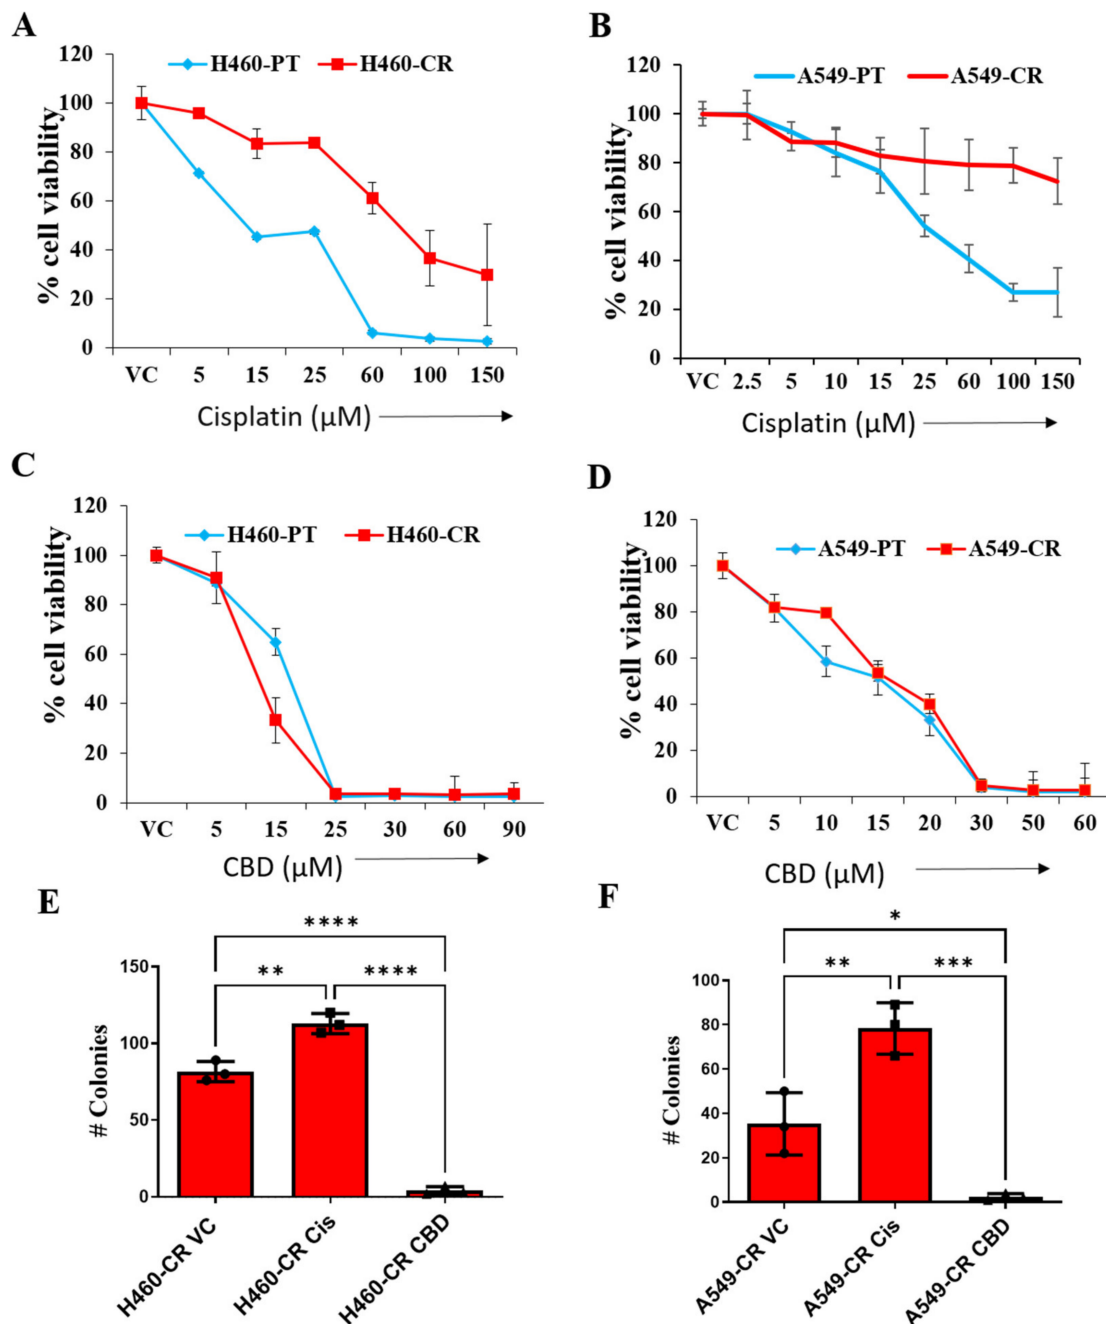 A
H460-PT H460-CR
120
100
80
60
40
20
0
% cell viability
VC 5 15 25 60 100 150
Cisplatin (µM)
B
A549-PT A549-CR
120
100
80
60
40
20
0
% cell viability
VC 2.5 5 10 15 25 60 100 150
Cisplatin (µM)
C
H460-PT H460-CR
120
100
80
60
40
20
0
% cell viability
VC 5 15 25 30 60 90
CBD (µM)
D
A549-PT A549-CR
120
100
80
60
40
20
0
% cell viability
VC 5 10 15 20 30 50 60
CBD (µM)
E
****
** ****
150
100
50
0
# Colonies
H460-CR VC
H460-CR Cis
H460-CR CBD
F
*
** ***
100
80
60
40
20
0
# Colonies
A549-CR VC
A549-CR Cis
A549-CR CBD